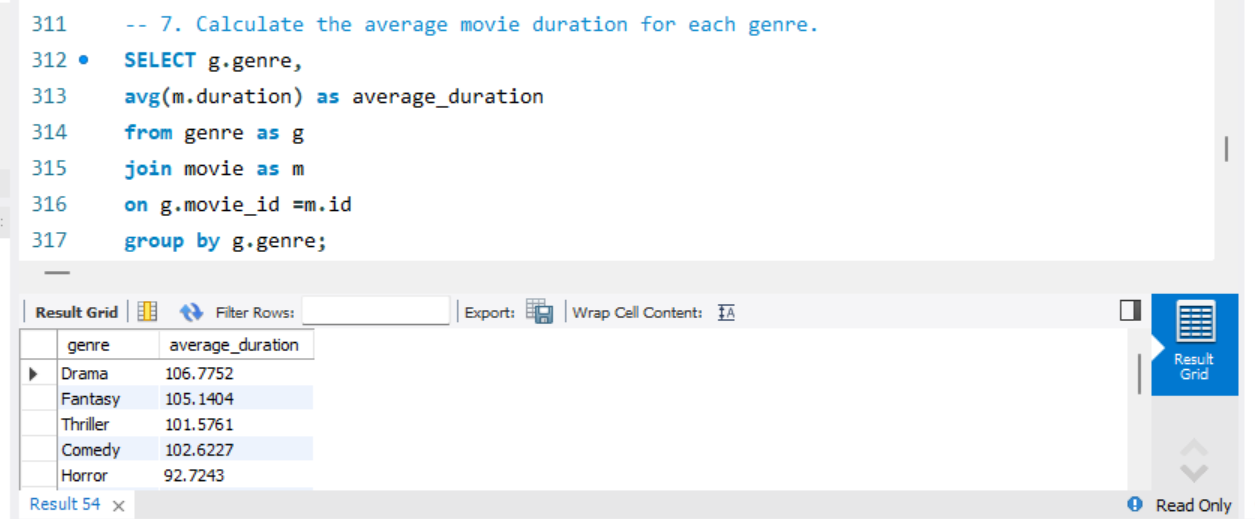 311 -- 7. Calculate the average movie duration for each genre.
312 SELECT g.genre,
313 avg(m.duration) as average_duration
314 from genre as g
315 join movie as m
316 on g.movie_id =m.id
317 group by g.genre;
Result Grid Filter Rows: Export: Wrap Cell Content: IA
genre average_duration
Drama 106.7752
Fantasy 105.1404
Thriller 101.5761
Comedy 102.6227
Horror 92.7243
Result Grid
Result 54 × Read Only